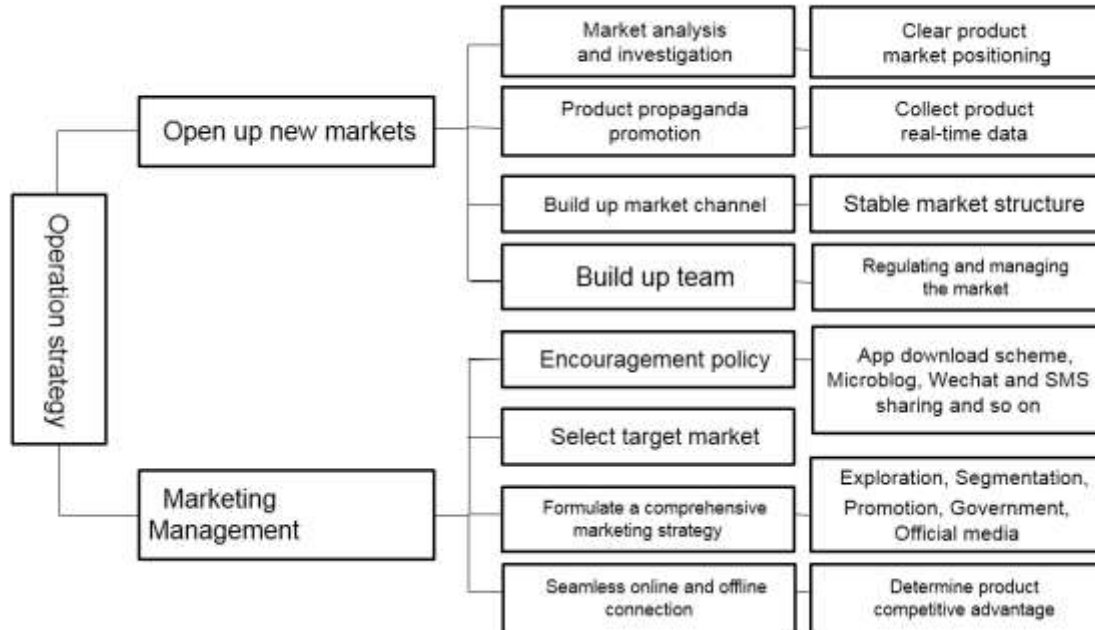 Operation strategy
Open up new markets
Market analysis
and investigation
Clear product
market positioning
Product propaganda
promotion
Collect product
real-time data
Build up market channel
Stable market structure
Build up team
Regulating and managing
the market
Marketing
Management
Encouragement policy
App download scheme,
Microblog, Wechat and SMS
sharing and so on
Select target market
Formulate a comprehensive
marketing strategy
Exploration, Segmentation,
Promotion, Government,
Official media
Seamless online and offline
connection
Determine product
competitive advantage